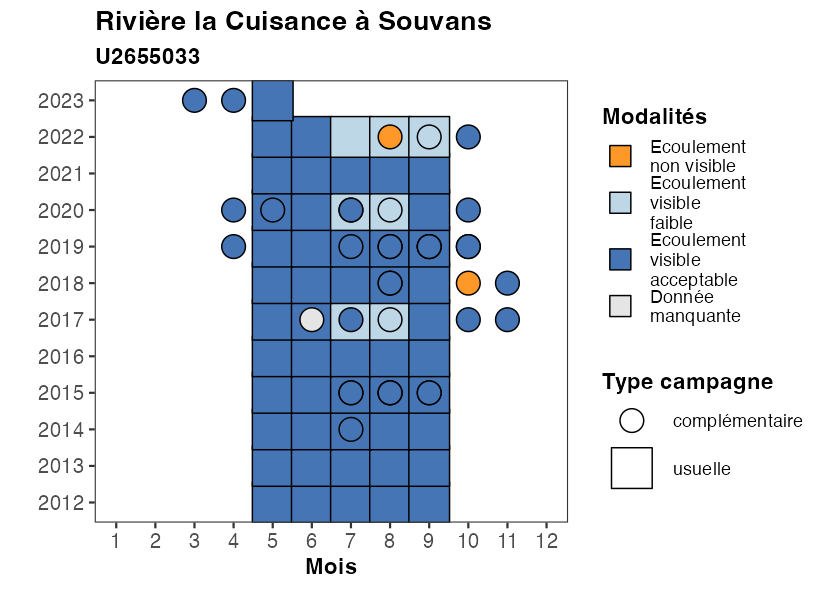 Rivière la Cuisance à Souvans
U2655033
2023
2022
2021
2020
2019
2018
2017
2016
2015
2014
2013
2012
1 2 3 4 5 6 7 8 9 10 11 12
Mois
Modalités
Ecoulement
non visible
Ecoulement
visible
faible
Ecoulement
visible
acceptable
Donnée
manquante
Type campagne
complémentaire
usuelle